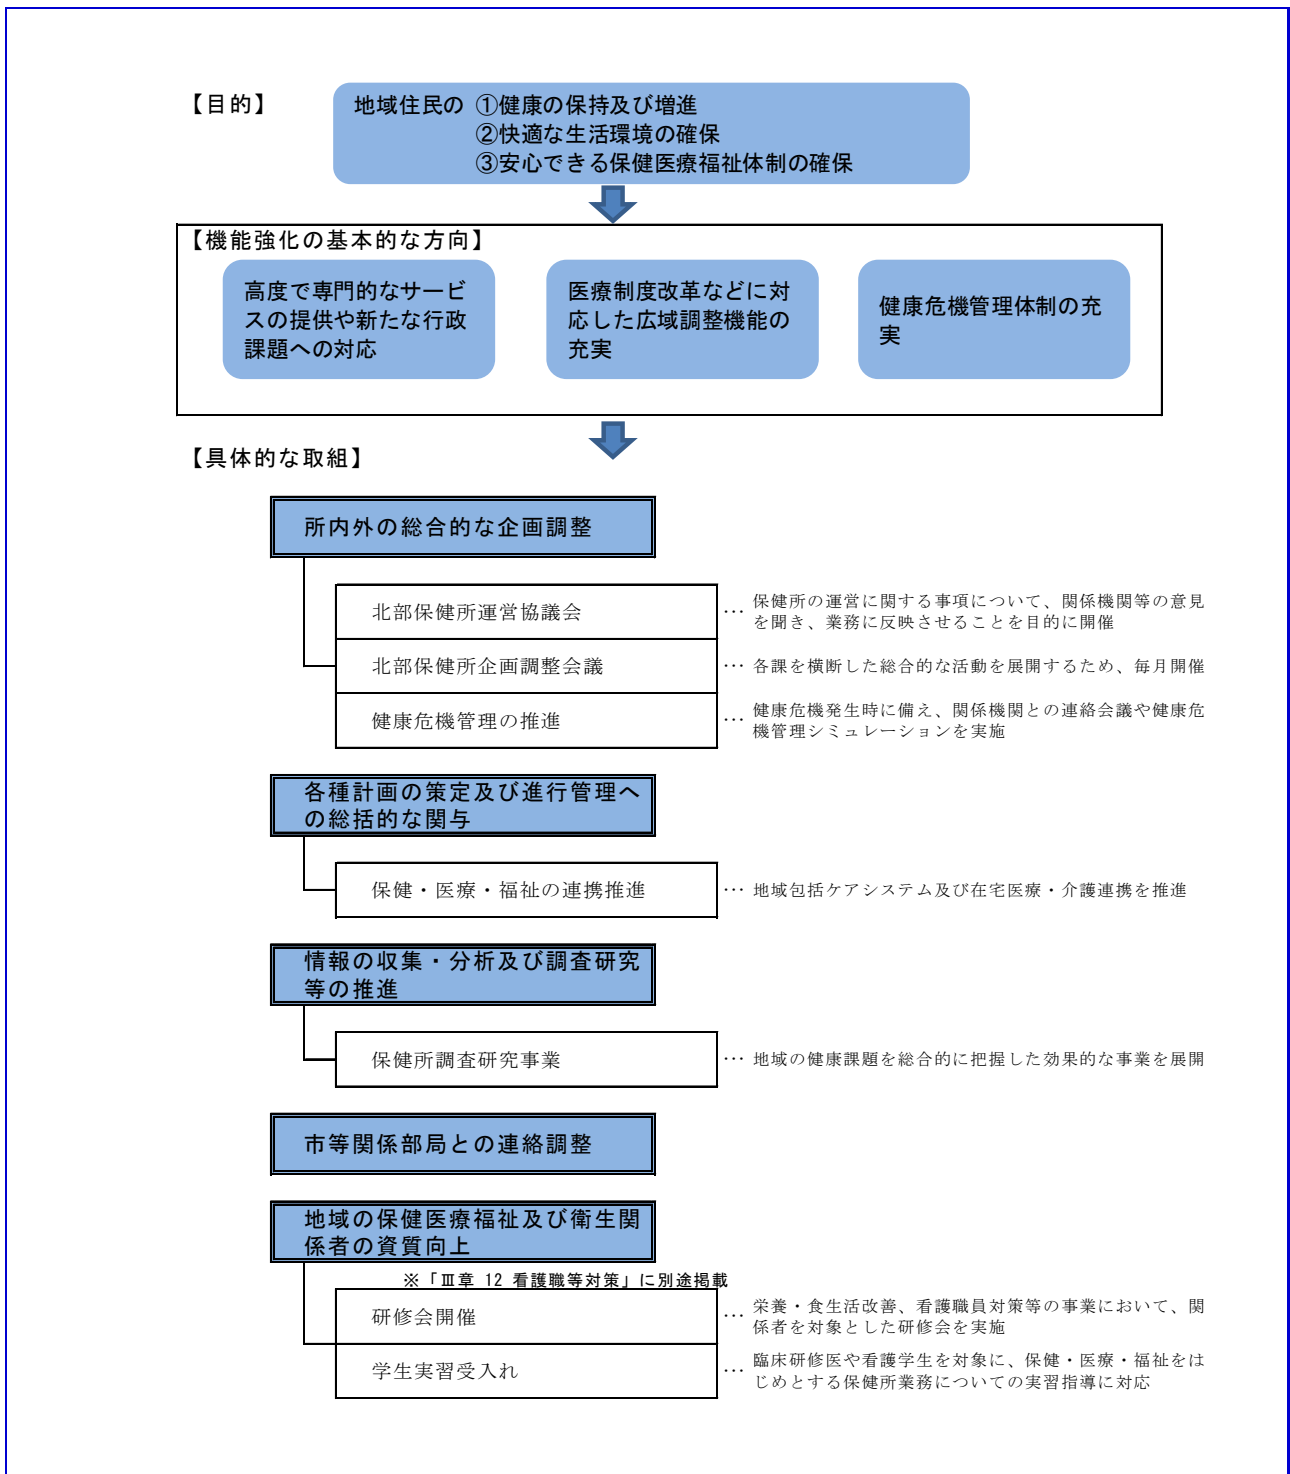 【目的】
地域住民の ①健康の保持及び増進
②快適な生活環境の確保
③安心できる保健医療福祉体制の確保
【機能強化の基本的な方向】
高度で専門的なサービ
スの提供や新たな行政
課題への対応
医療制度改革などに対
応した広域調整機能の
充実
健康危機管理体制の充
実
【具体的な取組】
所内外の総合的な企画調整
北部保健所運営協議会
… 保健所の運営に関する事項について、関係機関等の意見
を聞き、業務に反映させることを目的に開催
北部保健所企画調整会議
… 各課を横断した総合的な活動を展開するため、毎月開催
健康危機管理の推進
… 健康危機発生時に備え、関係機関との連絡会議や健康危
機管理シミュレーションを実施
各種計画の策定及び進行管理へ
の総括的な関与
保健・医療・福祉の連携推進
… 地域包括ケアシステム及び在宅医療・介護連携を推進
情報の収集・分析及び調査研究
等の推進
保健所調査研究事業
… 地域の健康課題を総合的に把握した効果的な事業を展開
市等関係部局との連絡調整
地域の保健医療福祉及び衛生関
係者の資質向上
※「Ⅲ章 12 看護職等対策」に別途掲載
研修会開催
… 栄養・食生活改善、看護職員対策等の事業において、関
係者を対象とした研修会を実施
学生実習受入れ
… 臨床研修医や看護学生を対象に、保健・医療・福祉をは
じめとする保健所業務についての実習指導に対応